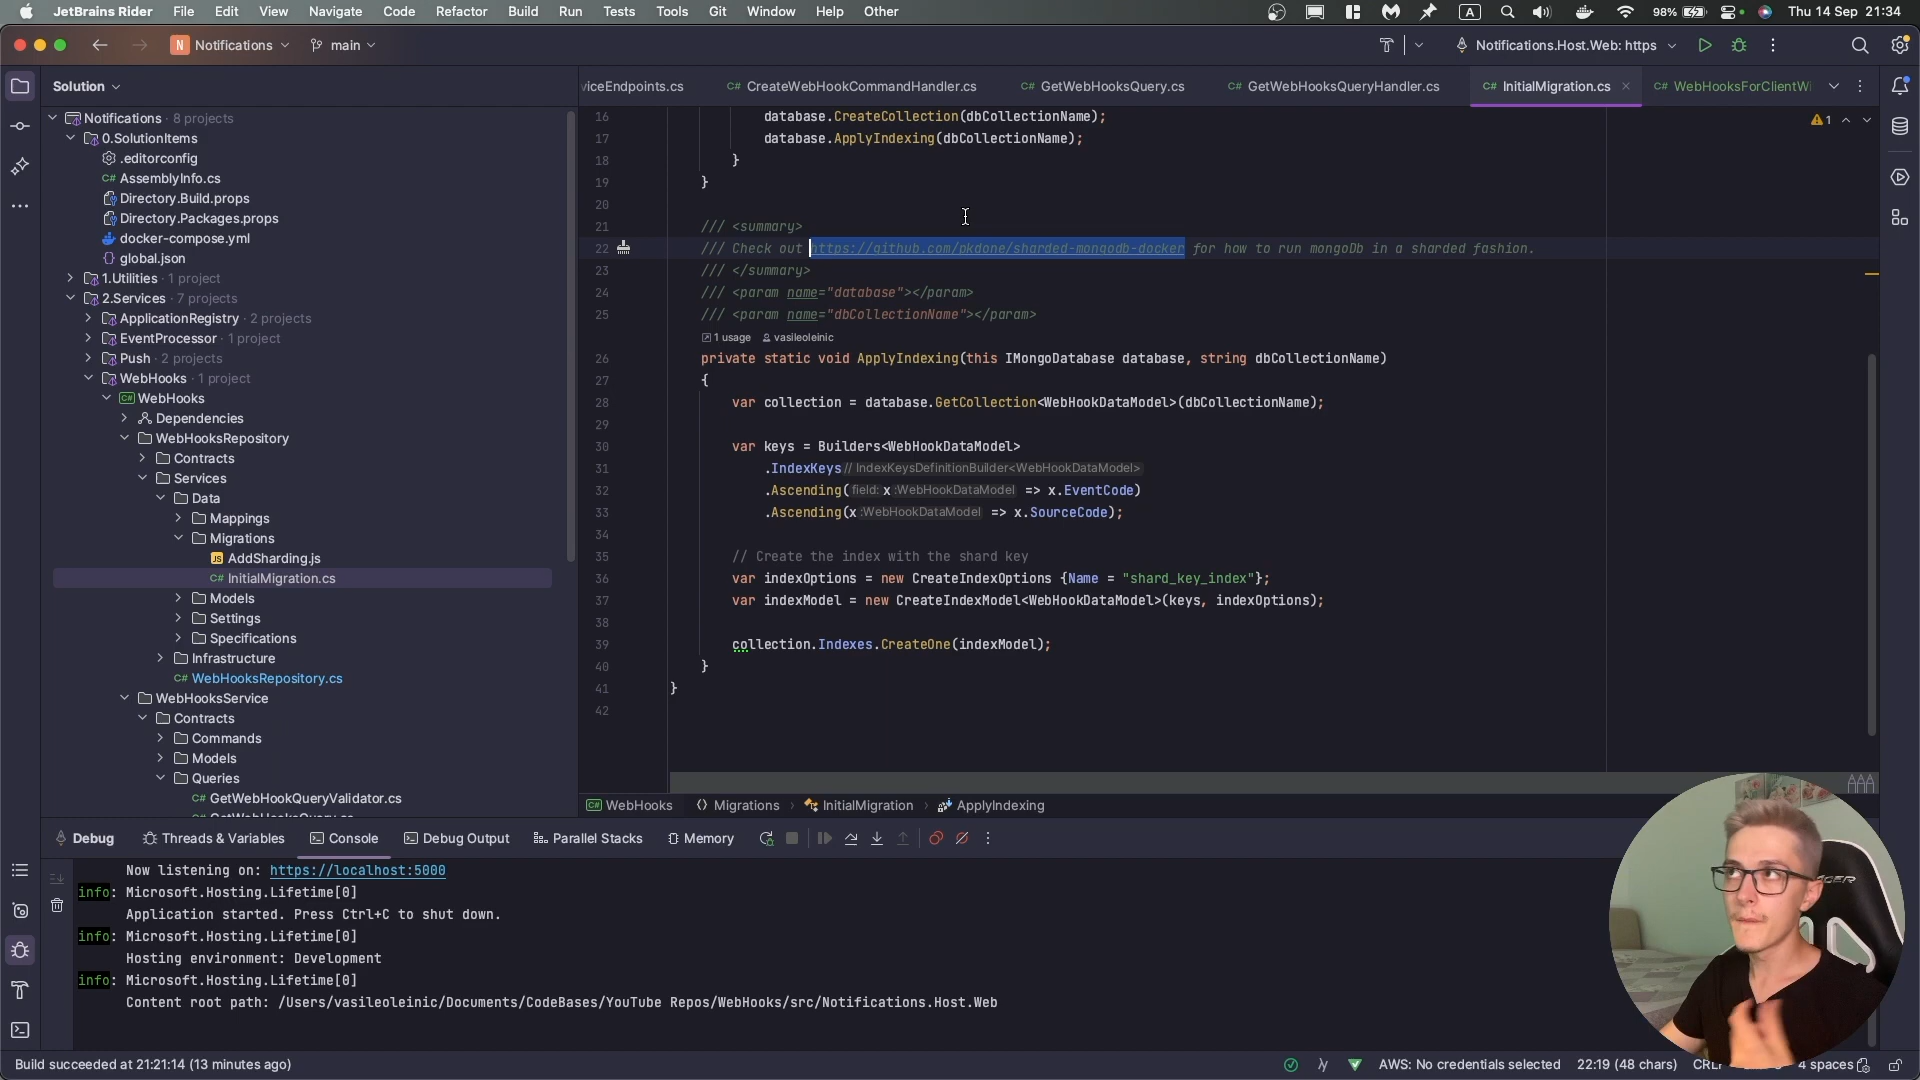 JetBrains Rider File Edit View Navigate Code Refactor Build Run Tests Tools Git Window Help Other
A 98% Thu 14 Sep 21:34
N Notifications main
Notifications.Host.Web: https
Solution
viceEndpoints.cs CreateWebHookCommandHandler.cs GetWebHooksQuery.cs GetWebHooksQueryHandler.cs InitialMigration.cs WebHooksForClientWi
Notifications · 8 projects
0.SolutionItems
.editorconfig
C# AssemblyInfo.cs
Directory.Build.props
Directory.Packages.props
docker-compose.yml
{} global.json
1.Utilities · 1 project
2.Services · 7 projects
ApplicationRegistry · 2 projects
EventProcessor · 1 project
Push · 2 projects
WebHooks · 1 project
C# WebHooks
Dependencies
WebHooksRepository
Contracts
Services
Data
Mappings
Migrations
JS AddSharding.js
C# InitialMigration.cs
Models
Settings
Specifications
Infrastructure
C# WebHooksRepository.cs
WebHooksService
Contracts
Commands
Models
Queries
C# GetWebHookQueryValidator.cs
C# GetWebHooksQuery.cs
1
16 database.CreateCollection(dbCollectionName);
17 database.ApplyIndexing(dbCollectionName);
18 }
19 }
20
21 /// <summary>
22 /// Check out https://github.com/pkdone/sharded-mongodb-docker for how to run mongoDb in a sharded fashion.
23 /// </summary>
24 /// <param name="database"></param>
25 /// <param name="dbCollectionName"></param>
1 usage vasileoleinic
26 private static void ApplyIndexing(this IMongoDatabase database, string dbCollectionName)
27 {
28 var collection = database.GetCollection<WebHookDataModel>(dbCollectionName);
29
30 var keys = Builders<WebHookDataModel>
31 .IndexKeys // IndexKeysDefinitionBuilder<WebHookDataModel>
32 .Ascending( field: x :WebHookDataModel => x.EventCode)
33 .Ascending(x :WebHookDataModel => x.SourceCode);
34
35 // Create the index with the shard key
36 var indexOptions = new CreateIndexOptions {Name = "shard_key_index"};
37 var indexModel = new CreateIndexModel<WebHookDataModel>(keys, indexOptions);
38
39 collection.Indexes.CreateOne(indexModel);
40 }
41 }
42
C# WebHooks Migrations InitialMigration ApplyIndexing
Debug Threads & Variables Console Debug Output Parallel Stacks Memory
Now listening on: https://localhost:5000
info: Microsoft.Hosting.Lifetime[0]
Application started. Press Ctrl+C to shut down.
info: Microsoft.Hosting.Lifetime[0]
Hosting environment: Development
info: Microsoft.Hosting.Lifetime[0]
Content root path: /Users/vasileoleinic/Documents/CodeBases/YouTube Repos/WebHooks/src/Notifications.Host.Web
Build succeeded at 21:21:14 (13 minutes ago)
AWS: No credentials selected 22:19 (48 chars) CRLF 4 spaces